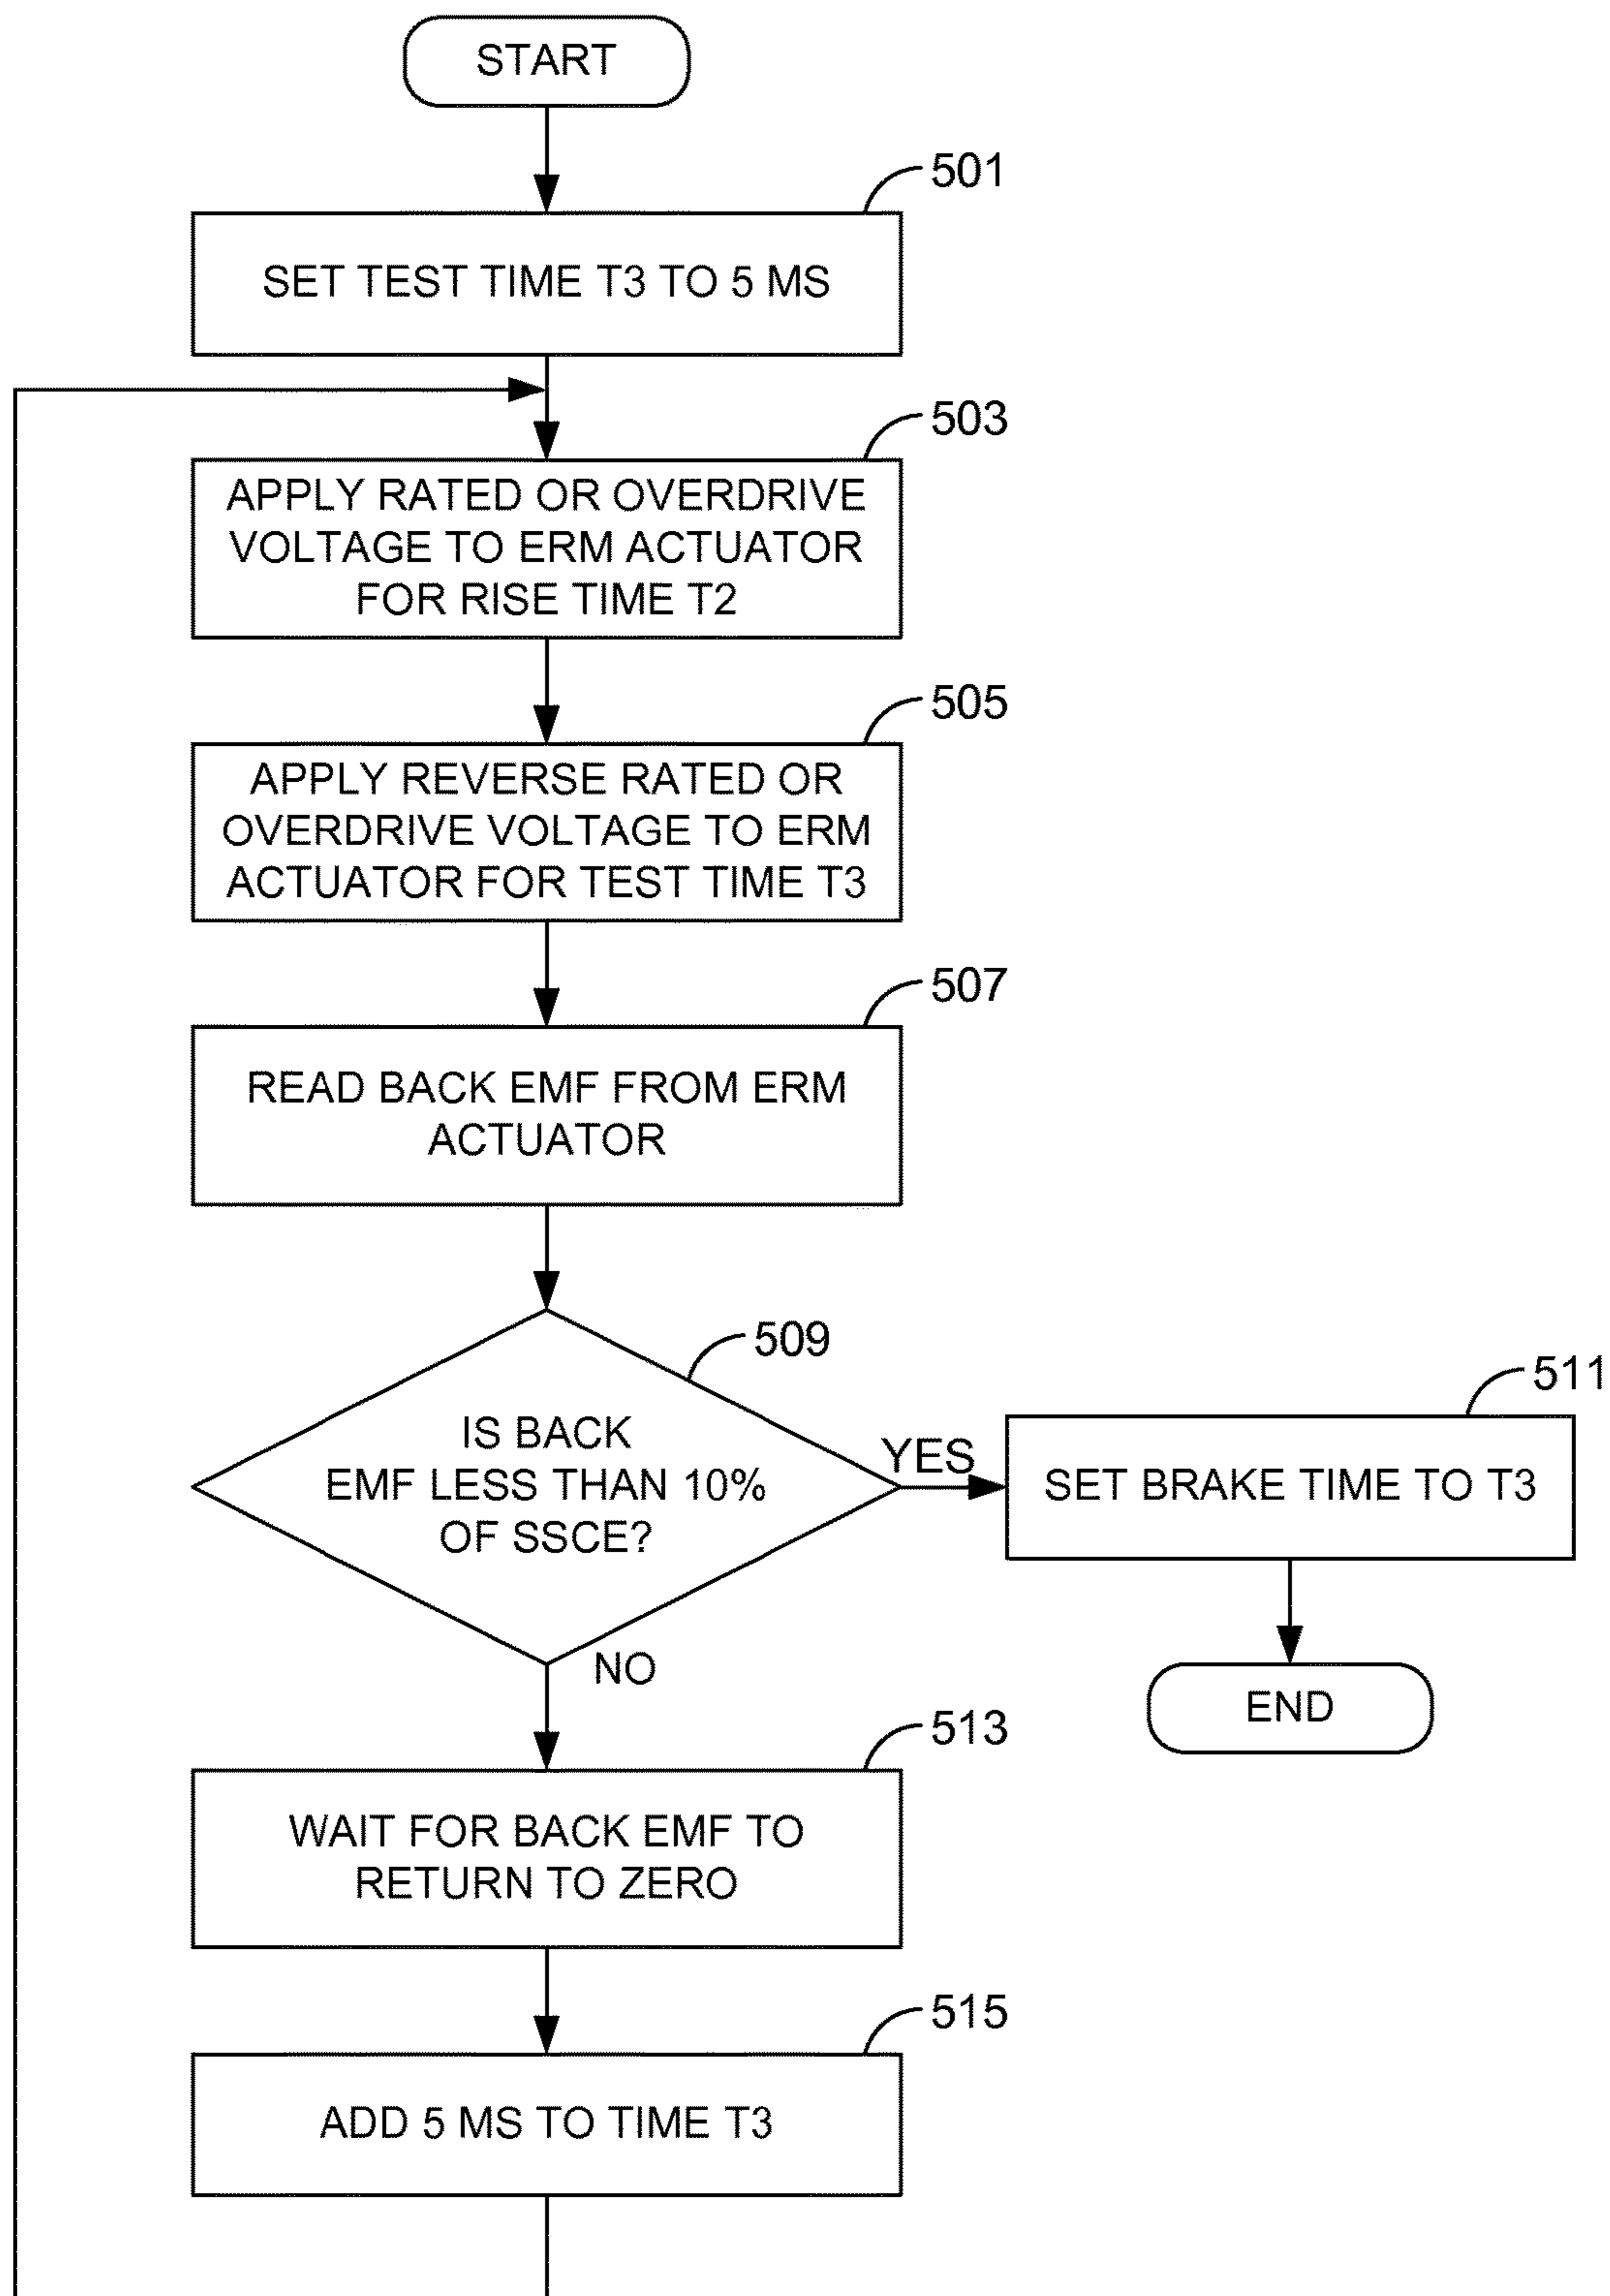 START
501
SET TEST TIME T3 TO 5 MS
503
APPLY RATED OR OVERDRIVE
VOLTAGE TO ERM ACTUATOR
FOR RISE TIME T2
505
APPLY REVERSE RATED OR
OVERDRIVE VOLTAGE TO ERM
ACTUATOR FOR TEST TIME T3
507
READ BACK EMF FROM ERM
ACTUATOR
509
IS BACK
EMF LESS THAN 10%
OF SSCE?
YES
511
SET BRAKE TIME TO T3
END
NO
513
WAIT FOR BACK EMF TO
RETURN TO ZERO
515
ADD 5 MS TO TIME T3